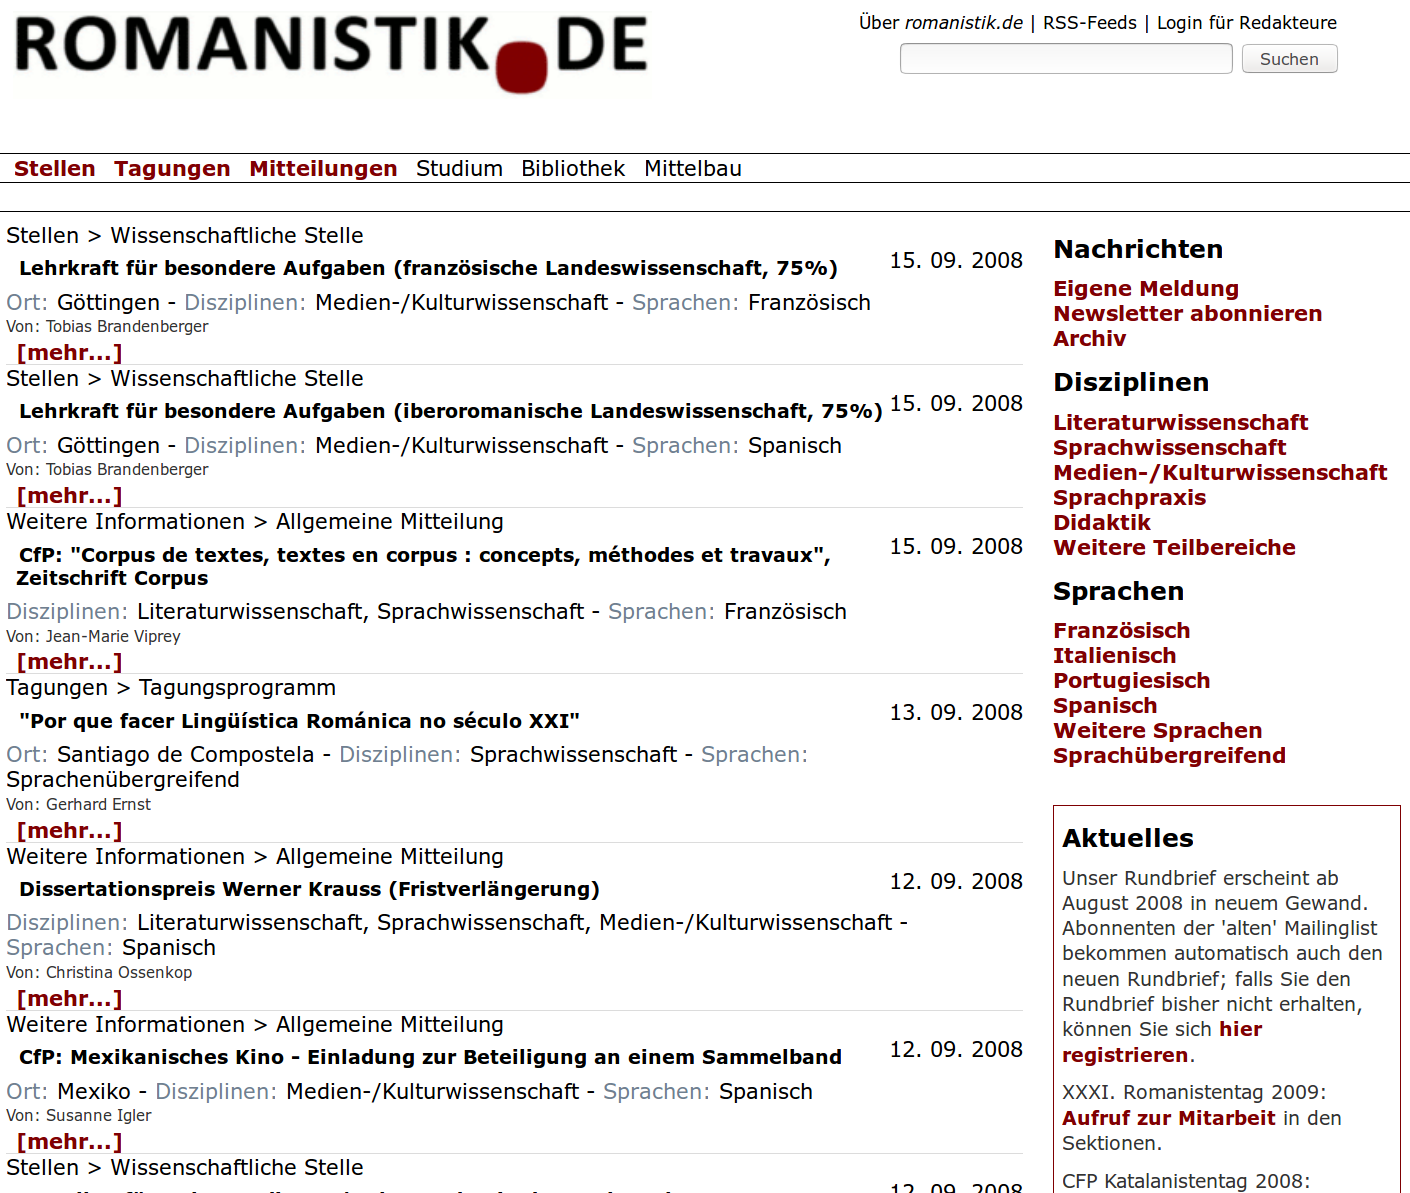 ROMANISTIK.DE
Über romanistik.de | RSS-Feeds | Login für Redakteure
Suchen
Stellen Tagungen Mitteilungen Studium Bibliothek Mittelbau
Stellen > Wissenschaftliche Stelle
Lehrkraft für besondere Aufgaben (französische Landeswissenschaft, 75%)
15. 09. 2008
Ort: Göttingen - Disziplinen: Medien-/Kulturwissenschaft - Sprachen: Französisch
Von: Tobias Brandenberger
[mehr...]
Stellen > Wissenschaftliche Stelle
Lehrkraft für besondere Aufgaben (iberoromanische Landeswissenschaft, 75%)
15. 09. 2008
Ort: Göttingen - Disziplinen: Medien-/Kulturwissenschaft - Sprachen: Spanisch
Von: Tobias Brandenberger
[mehr...]
Weitere Informationen > Allgemeine Mitteilung
CfP: "Corpus de textes, textes en corpus : concepts, méthodes et travaux",
Zeitschrift Corpus
15. 09. 2008
Disziplinen: Literaturwissenschaft, Sprachwissenschaft - Sprachen: Französisch
Von: Jean-Marie Viprey
[mehr...]
Tagungen > Tagungsprogramm
"Por que facer Lingüística Románica no século XXI"
13. 09. 2008
Ort: Santiago de Compostela - Disziplinen: Sprachwissenschaft - Sprachen:
Sprachenübergreifend
Von: Gerhard Ernst
[mehr...]
Weitere Informationen > Allgemeine Mitteilung
Dissertationspreis Werner Krauss (Fristverlängerung)
12. 09. 2008
Disziplinen: Literaturwissenschaft, Sprachwissenschaft, Medien-/Kulturwissenschaft -
Sprachen: Spanisch
Von: Christina Ossenkop
[mehr...]
Weitere Informationen > Allgemeine Mitteilung
CfP: Mexikanisches Kino - Einladung zur Beteiligung an einem Sammelband
12. 09. 2008
Ort: Mexiko - Disziplinen: Medien-/Kulturwissenschaft - Sprachen: Spanisch
Von: Susanne Igler
[mehr...]
Stellen > Wissenschaftliche Stelle
12. 09. 2008
Nachrichten
Eigene Meldung
Newsletter abonnieren
Archiv
Disziplinen
Literaturwissenschaft
Sprachwissenschaft
Medien-/Kulturwissenschaft
Sprachpraxis
Didaktik
Weitere Teilbereiche
Sprachen
Französisch
Italienisch
Portugiesisch
Spanisch
Weitere Sprachen
Sprachübergreifend
Aktuelles
Unser Rundbrief erscheint ab
August 2008 in neuem Gewand.
Abonnenten der 'alten' Mailinglist
bekommen automatisch auch den
neuen Rundbrief; falls Sie den
Rundbrief bisher nicht erhalten,
können Sie sich hier
registrieren.
XXXI. Romanistentag 2009:
Aufruf zur Mitarbeit in den
Sektionen.
CFP Katalanistentag 2008: